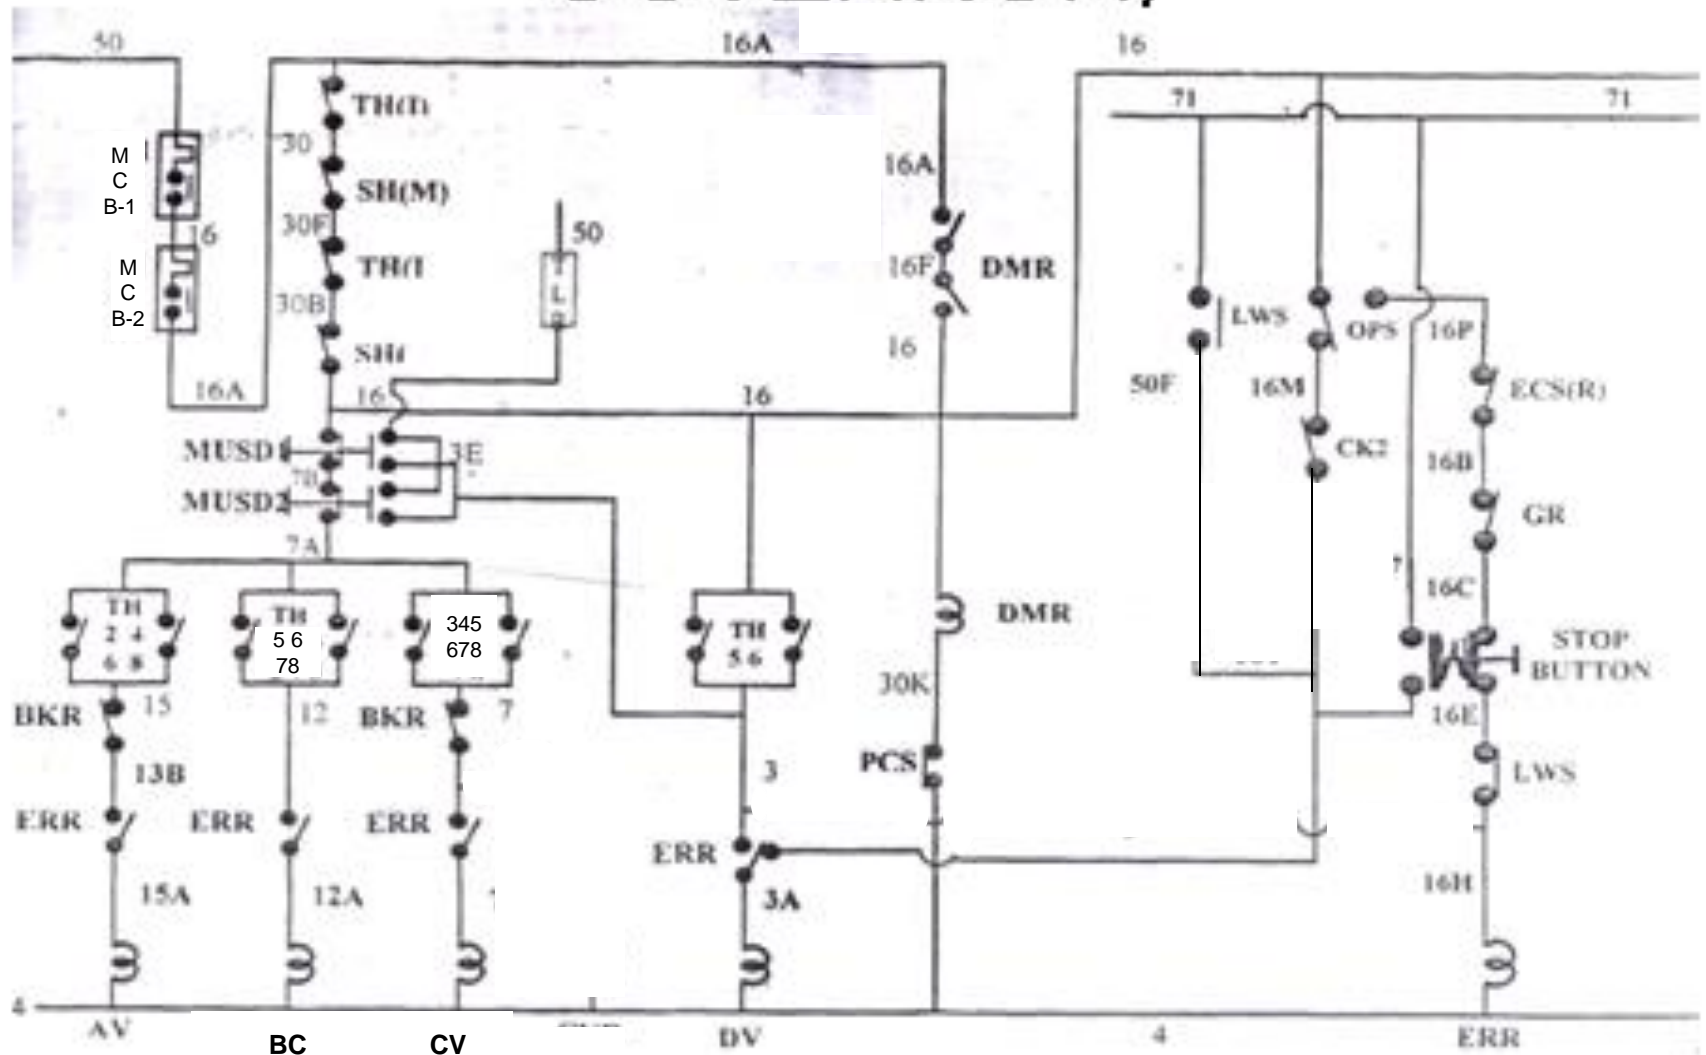 50
16A
16
71
71
M
C
B-1
16
M
C
B-2
16A
TH(I)
30
SH(M)
30F
TH(I
30B
SH(
16
50
L
16A
16F
DMR
16
16
LWS
50F
OPS
16P
16M
CK2
ECS(R)
16B
GR
16C
MUSD1
3E
7B
MUSD2
7A
TH
2 4
6 8
TH
5 6
78
345
678
TH
5 6
DMR
STOP
BUTTON
16E
BKR
15
12
BKR
7
30K
13B
3
PCS
LWS
ERR
ERR
ERR
ERR
15A
12A
3A
16H
4
AV
BC
CV
DV
4
ERR